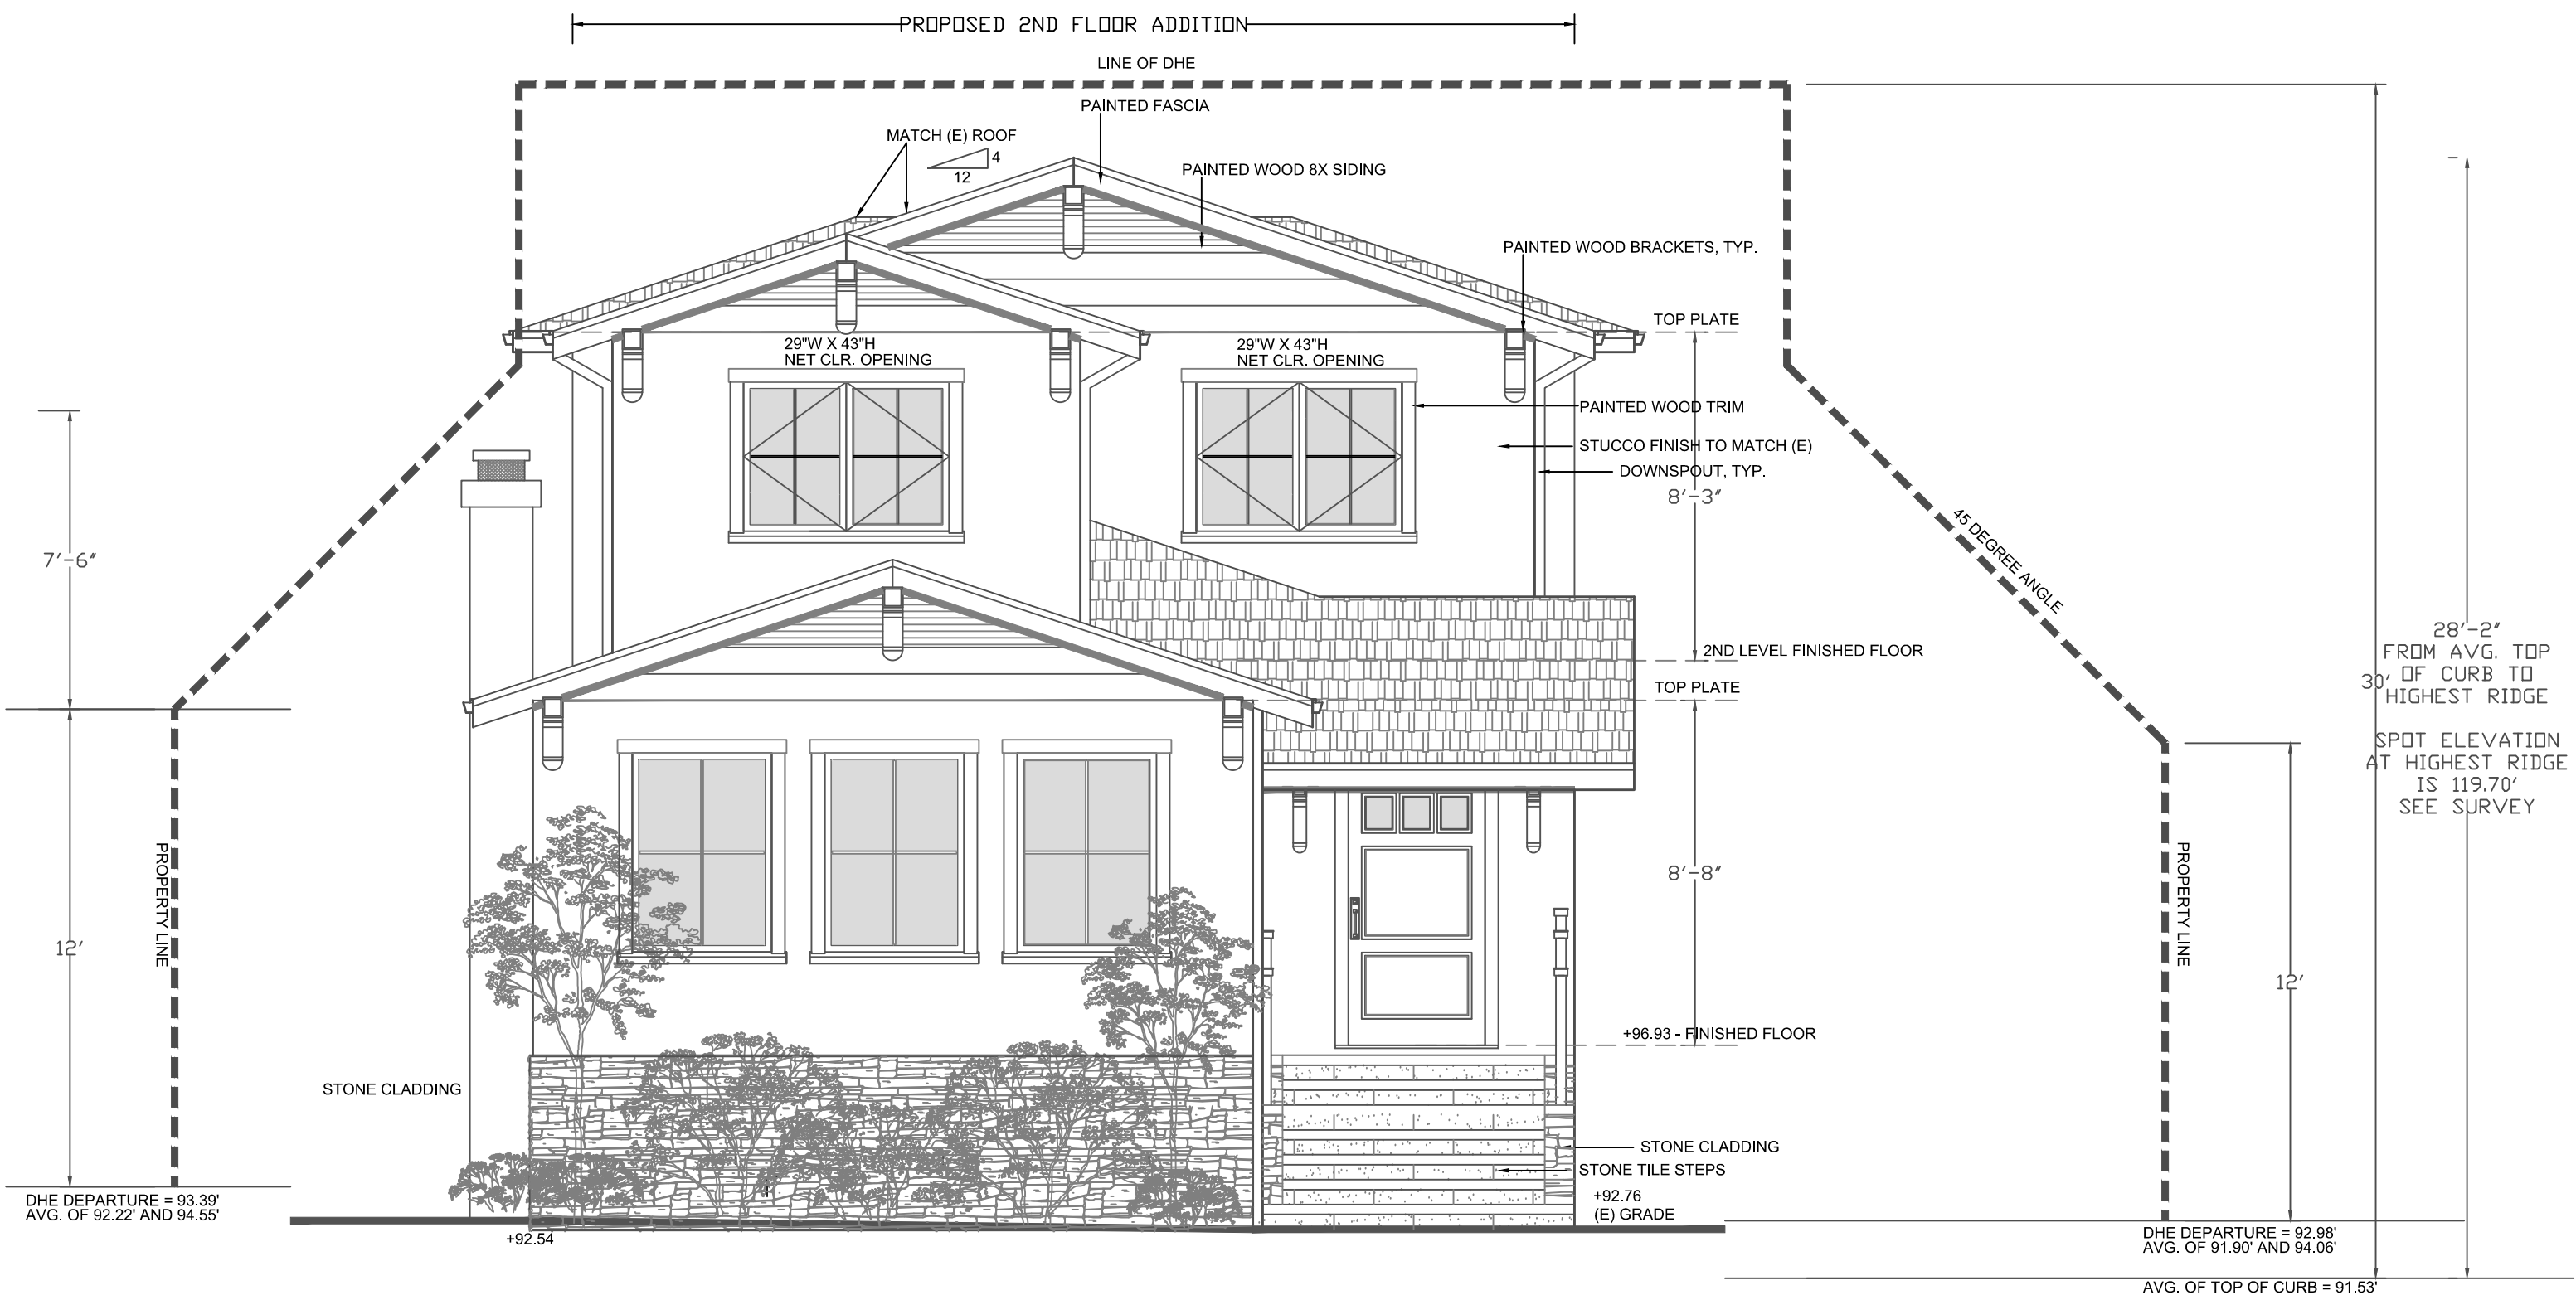 PROPOSED 2ND FLOOR ADDITION
LINE OF DHE
PAINTED FASCIA
MATCH (E) ROOF
4
12
PAINTED WOOD 8X SIDING
PAINTED WOOD BRACKETS, TYP.
TOP PLATE
29"W X 43"H
NET CLR. OPENING
29"W X 43"H
NET CLR. OPENING
PAINTED WOOD TRIM
STUCCO FINISH TO MATCH (E)
DOWNSPOUT, TYP.
8'-3"
7'-6"
45 DEGREE ANGLE
2ND LEVEL FINISHED FLOOR
TOP PLATE
28'-2"
FROM AVG. TOP
OF CURB TO
30'
HIGHEST RIDGE
SPOT ELEVATION
AT HIGHEST RIDGE
IS 119.70'
SEE SURVEY
8'-8"
PROPERTY LINE
PROPERTY LINE
12'
12'
+96.93 - FINISHED FLOOR
STONE CLADDING
STONE CLADDING
STONE TILE STEPS
+92.76
(E) GRADE
DHE DEPARTURE = 93.39'
AVG. OF 92.22' AND 94.55'
+92.54
DHE DEPARTURE = 92.98'
AVG. OF 91.90' AND 94.06'
AVG. OF TOP OF CURB = 91.53'